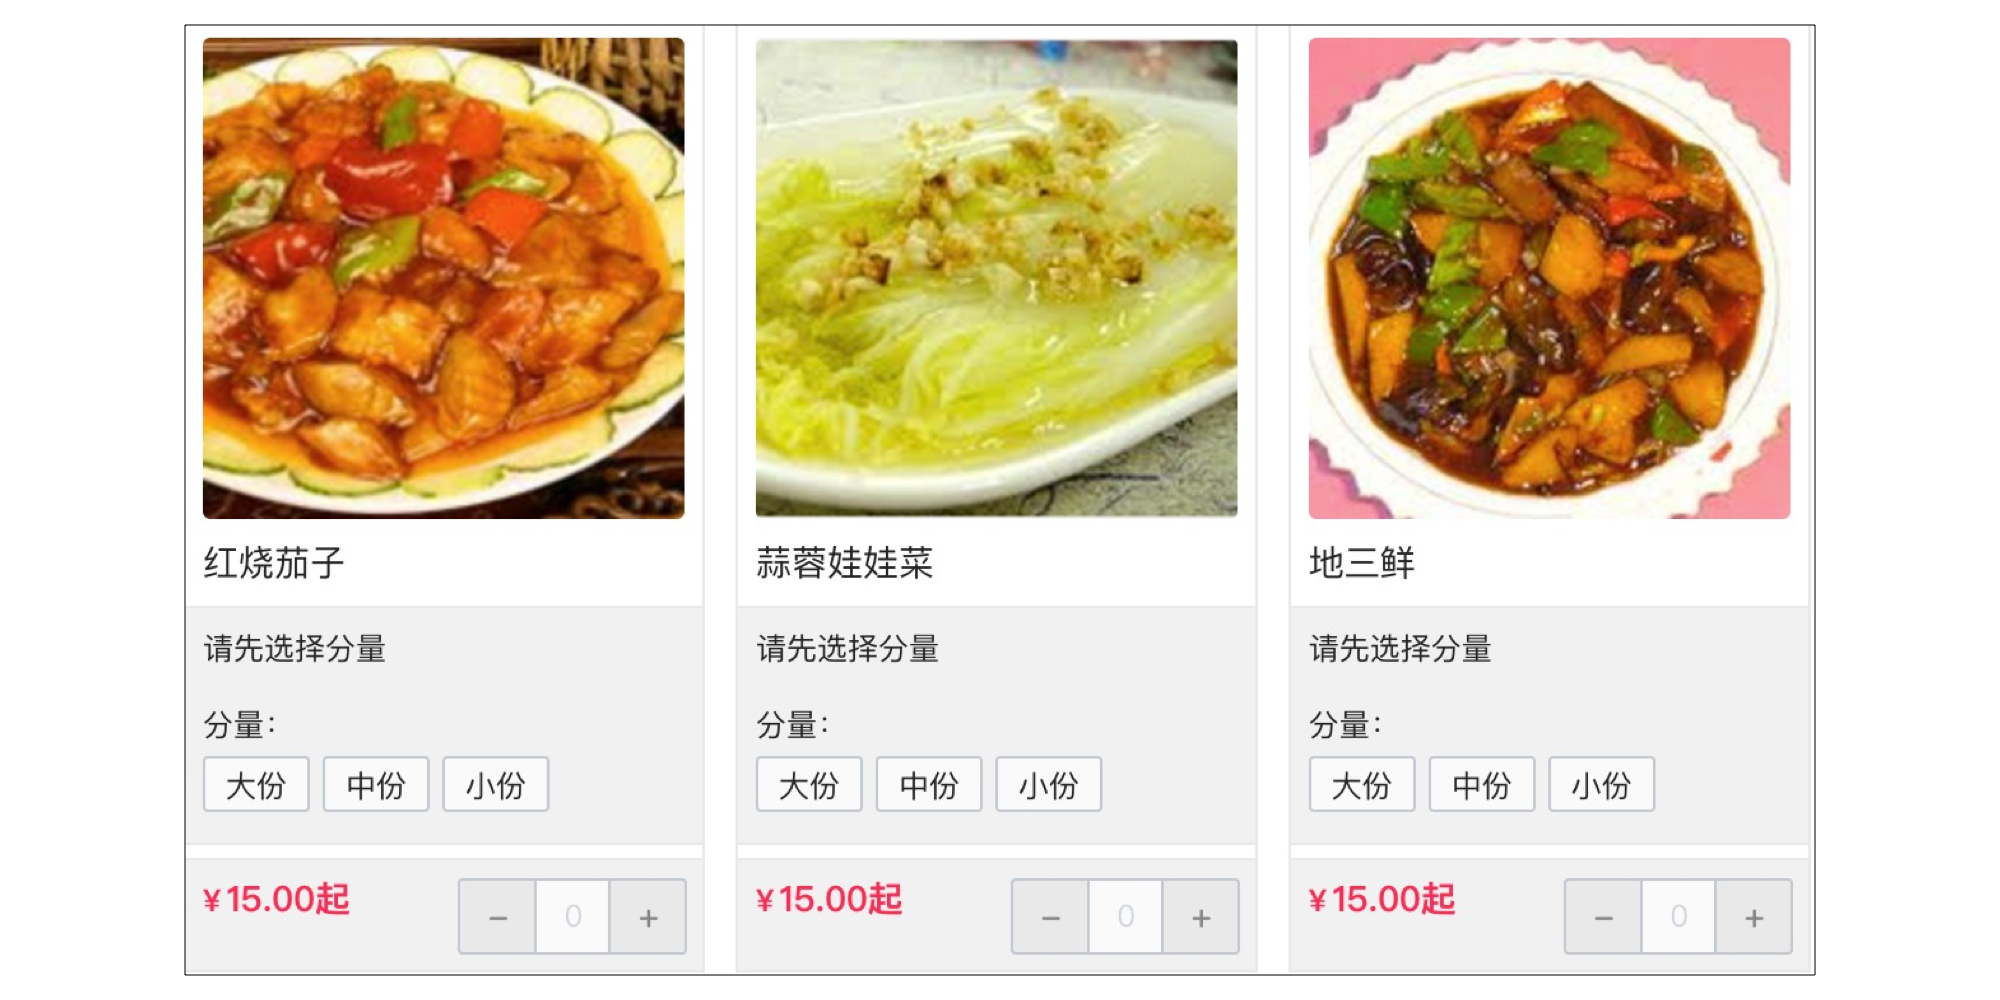 红烧茄子
蒜蓉娃娃菜
地三鲜
请先选择分量
请先选择分量
请先选择分量
分量：
分量：
分量：
大份 中份 小份
大份 中份 小份
大份 中份 小份
¥15.00起 − 0 +
¥15.00起 − 0 +
¥15.00起 − 0 +